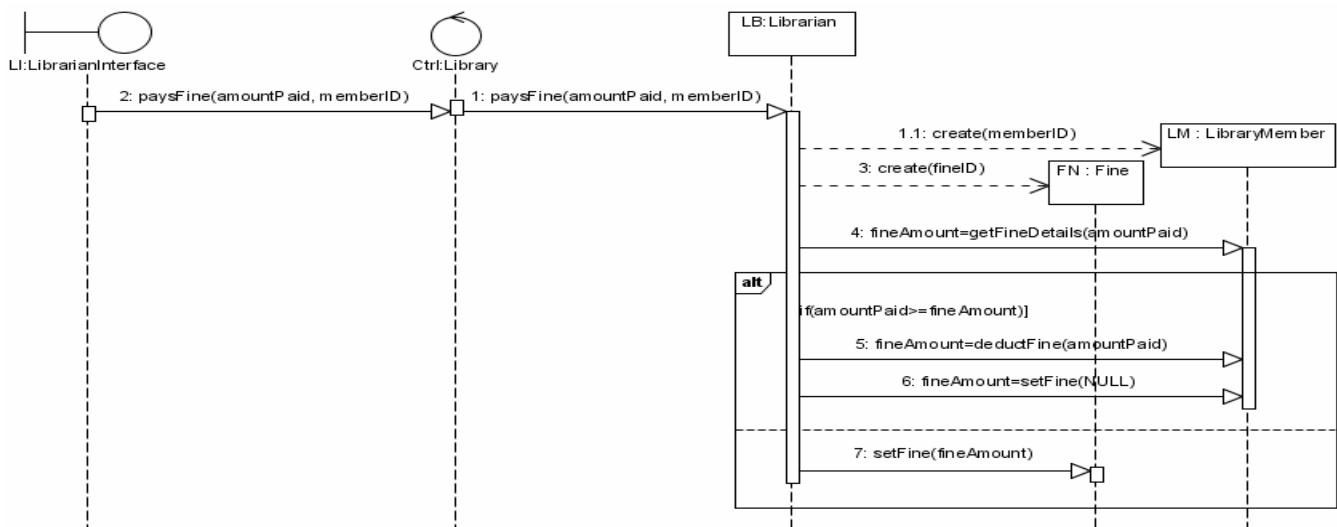 LB:Librarian
LI:LibrarianInterface
Ctrl:Library
2: paysFine(amountPaid, memberID)
1: paysFine(amountPaid, memberID)
1.1: create(memberID)
LM : LibraryMember
3: create(fineID)
FN : Fine
4: fineAmount=getFineDetails(amountPaid)
alt
if(amountPaid>=fineAmount)]
5: fineAmount=deductFine(amountPaid)
6: fineAmount=setFine(NULL)
7: setFine(fineAmount)